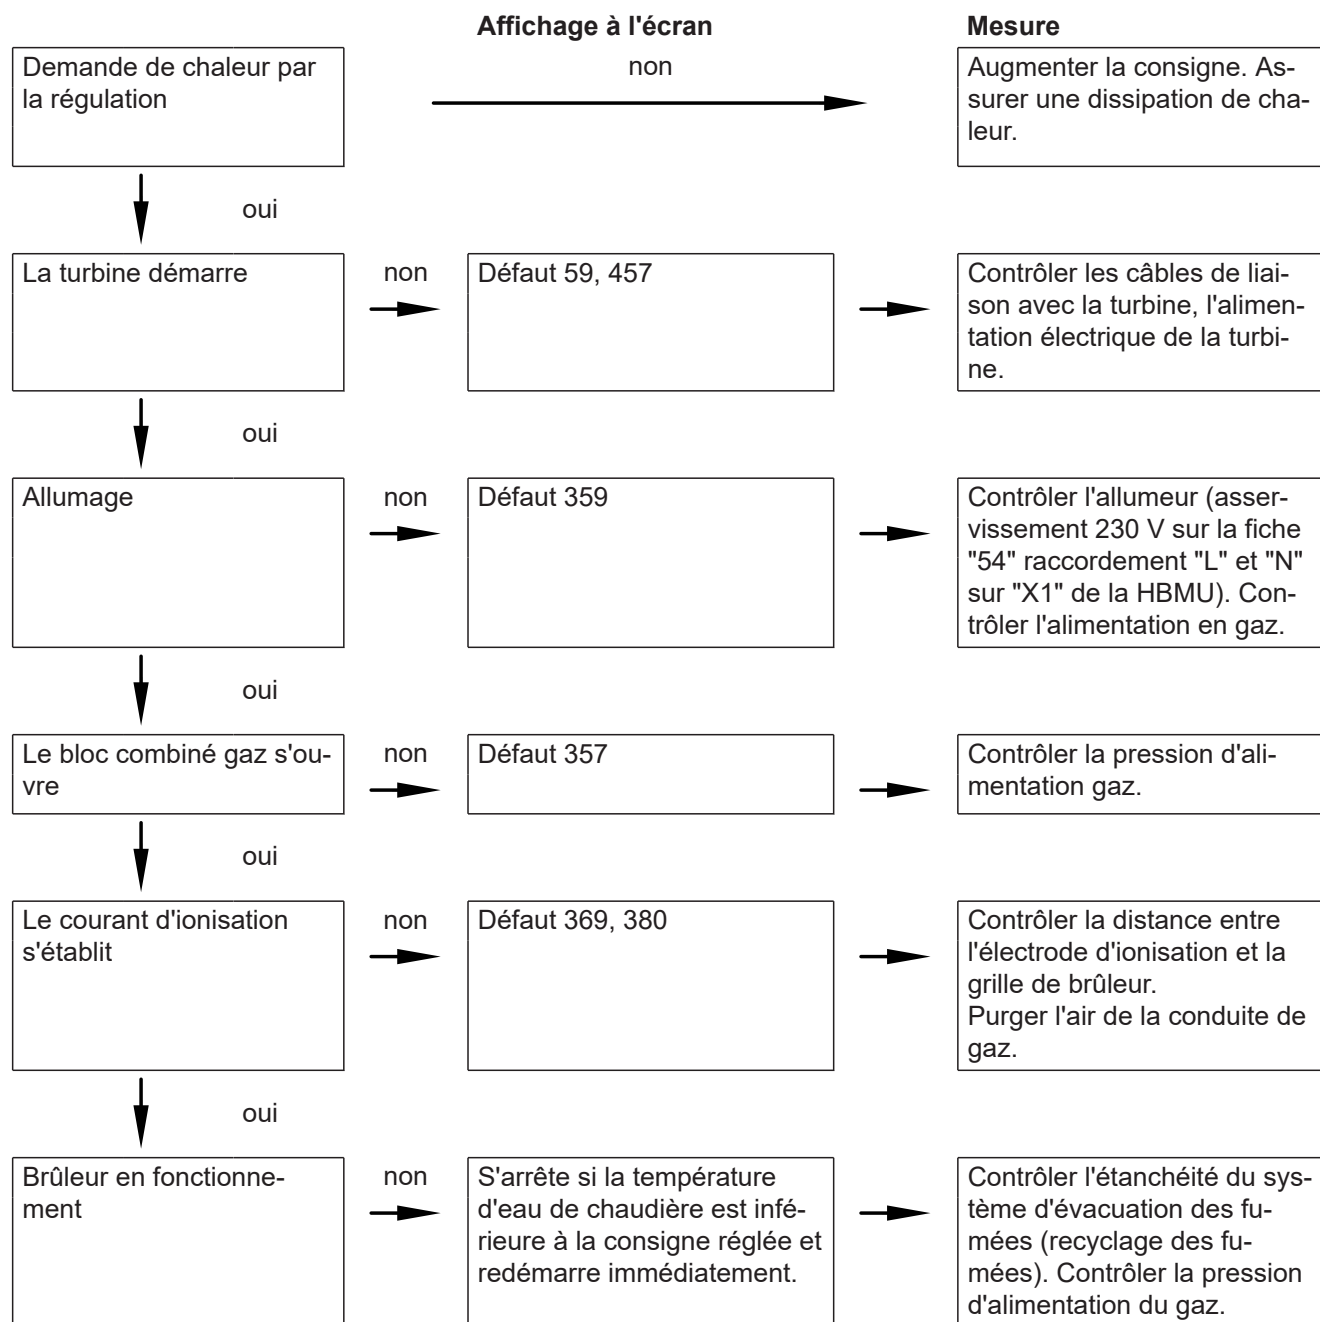 Affichage à l'écran
Mesure
Demande de chaleur par
la régulation
non
Augmenter la consigne. As-
surer une dissipation de cha-
leur.
oui
La turbine démarre
non
Défaut 59, 457
Contrôler les câbles de liai-
son avec la turbine, l'alimen-
tation électrique de la turbi-
ne.
oui
Allumage
non
Défaut 359
Contrôler l'allumeur (asser-
vissement 230 V sur la fiche
"54" raccordement "L" et "N"
sur "X1" de la HBMU). Con-
trôler l'alimentation en gaz.
oui
Le bloc combiné gaz s'ou-
vre
non
Défaut 357
Contrôler la pression d'ali-
mentation gaz.
oui
Le courant d'ionisation
s'établit
non
Défaut 369, 380
Contrôler la distance entre
l'électrode d'ionisation et la
grille de brûleur.
Purger l'air de la conduite de
gaz.
oui
Brûleur en fonctionne-
ment
non
S'arrête si la température
d'eau de chaudière est infé-
rieure à la consigne réglée et
redémarre immédiatement.
Contrôler l'étanchéité du sys-
tème d'évacuation des fu-
mées (recyclage des fu-
mées). Contrôler la pression
d'alimentation du gaz.